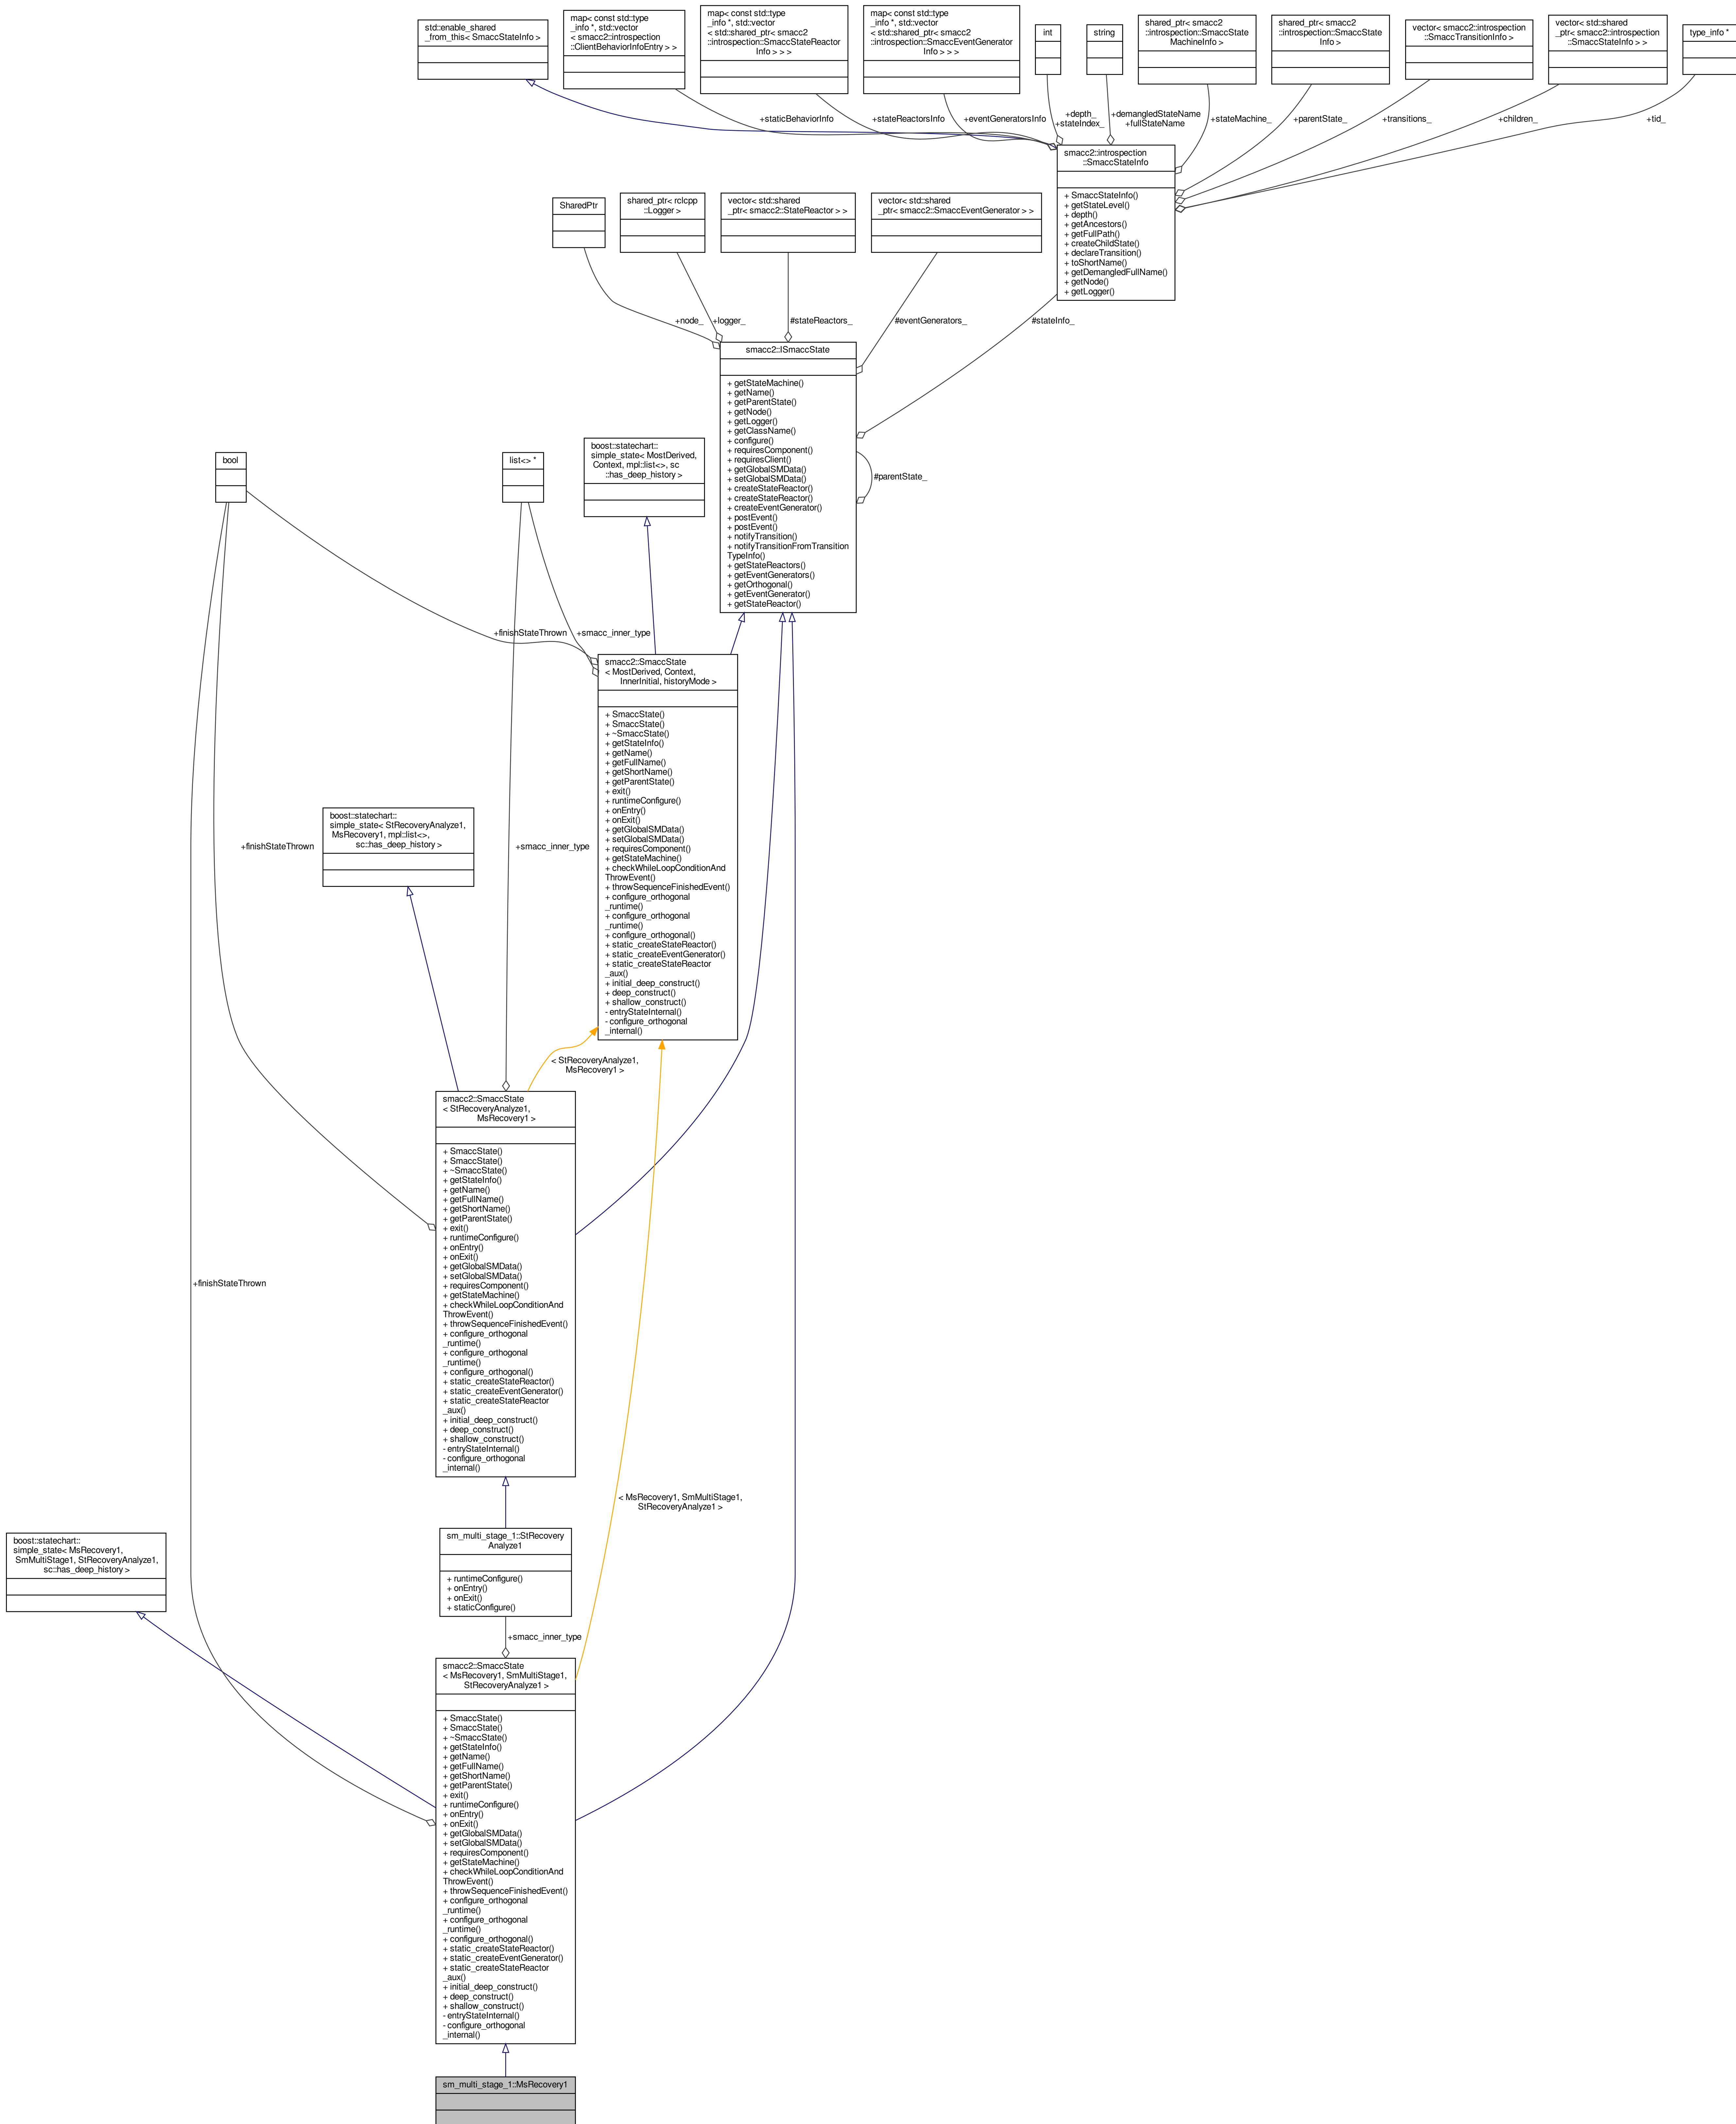 std::enable_shared
_from_this< SmaccStateInfo >
map< const std::type
_info *, std::vector
< smacc2::introspection
::ClientBehaviorInfoEntry > >
map< const std::type
_info *, std::vector
< std::shared_ptr< smacc2
::introspection::SmaccStateReactor
Info > > >
map< const std::type
_info *, std::vector
< std::shared_ptr< smacc2
::introspection::SmaccEventGenerator
Info > > >
int
string
shared_ptr< smacc2
::introspection::SmaccState
MachineInfo >
shared_ptr< smacc2
::introspection::SmaccState
Info >
vector< smacc2::introspection
::SmaccTransitionInfo >
vector< std::shared
_ptr< smacc2::introspection
::SmaccStateInfo > >
type_info *
+staticBehaviorInfo
+stateReactorsInfo
+eventGeneratorsInfo
+depth_
+stateIndex_
+demangledStateName
+fullStateName
+stateMachine_
+parentState_
+transitions_
+children_
+tid_
smacc2::introspection
::SmaccStateInfo
+ SmaccStateInfo()
+ getStateLevel()
+ depth()
+ getAncestors()
+ getFullPath()
+ createChildState()
+ declareTransition()
+ toShortName()
+ getDemangledFullName()
+ getNode()
+ getLogger()
SharedPtr
shared_ptr< rclcpp
::Logger >
vector< std::shared
_ptr< smacc2::StateReactor > >
vector< std::shared
_ptr< smacc2::SmaccEventGenerator > >
+node_
+logger_
#stateReactors_
#eventGenerators_
#stateInfo_
smacc2::ISmaccState
+ getStateMachine()
+ getName()
+ getParentState()
+ getNode()
+ getLogger()
+ getClassName()
+ configure()
+ requiresComponent()
+ requiresClient()
+ getGlobalSMData()
+ setGlobalSMData()
+ createStateReactor()
+ createStateReactor()
+ createEventGenerator()
+ postEvent()
+ postEvent()
+ notifyTransition()
+ notifyTransitionFromTransition
TypeInfo()
+ getStateReactors()
+ getEventGenerators()
+ getOrthogonal()
+ getEventGenerator()
+ getStateReactor()
#parentState_
bool
list<> *
boost::statechart::
simple_state< MostDerived,
Context, mpl::list<>, sc
::has_deep_history >
+finishStateThrown
+smacc_inner_type
smacc2::SmaccState
< MostDerived, Context,
InnerInitial, historyMode >
+ SmaccState()
+ SmaccState()
+ ~SmaccState()
+ getStateInfo()
+ getName()
+ getFullName()
+ getShortName()
+ getParentState()
+ exit()
+ runtimeConfigure()
+ onEntry()
+ onExit()
+ getGlobalSMData()
+ setGlobalSMData()
+ requiresComponent()
+ getStateMachine()
+ checkWhileLoopConditionAnd
ThrowEvent()
+ throwSequenceFinishedEvent()
+ configure_orthogonal
_runtime()
+ configure_orthogonal
_runtime()
+ configure_orthogonal()
+ static_createStateReactor()
+ static_createEventGenerator()
+ static_createStateReactor
_aux()
+ initial_deep_construct()
+ deep_construct()
+ shallow_construct()
- entryStateInternal()
- configure_orthogonal
_internal()
boost::statechart::
simple_state< StRecoveryAnalyze1,
MsRecovery1, mpl::list<>,
sc::has_deep_history >
+finishStateThrown
+smacc_inner_type
< StRecoveryAnalyze1,
MsRecovery1 >
smacc2::SmaccState
< StRecoveryAnalyze1,
MsRecovery1 >
+ SmaccState()
+ SmaccState()
+ ~SmaccState()
+ getStateInfo()
+ getName()
+ getFullName()
+ getShortName()
+ getParentState()
+ exit()
+ runtimeConfigure()
+ onEntry()
+ onExit()
+ getGlobalSMData()
+ setGlobalSMData()
+ requiresComponent()
+ getStateMachine()
+ checkWhileLoopConditionAnd
ThrowEvent()
+ throwSequenceFinishedEvent()
+ configure_orthogonal
_runtime()
+ configure_orthogonal
_runtime()
+ configure_orthogonal()
+ static_createStateReactor()
+ static_createEventGenerator()
+ static_createStateReactor
_aux()
+ initial_deep_construct()
+ deep_construct()
+ shallow_construct()
- entryStateInternal()
- configure_orthogonal
_internal()
+finishStateThrown
< MsRecovery1, SmMultiStage1,
StRecoveryAnalyze1 >
boost::statechart::
simple_state< MsRecovery1,
SmMultiStage1, StRecoveryAnalyze1,
sc::has_deep_history >
sm_multi_stage_1::StRecovery
Analyze1
+ runtimeConfigure()
+ onEntry()
+ onExit()
+ staticConfigure()
+smacc_inner_type
smacc2::SmaccState
< MsRecovery1, SmMultiStage1,
StRecoveryAnalyze1 >
+ SmaccState()
+ SmaccState()
+ ~SmaccState()
+ getStateInfo()
+ getName()
+ getFullName()
+ getShortName()
+ getParentState()
+ exit()
+ runtimeConfigure()
+ onEntry()
+ onExit()
+ getGlobalSMData()
+ setGlobalSMData()
+ requiresComponent()
+ getStateMachine()
+ checkWhileLoopConditionAnd
ThrowEvent()
+ throwSequenceFinishedEvent()
+ configure_orthogonal
_runtime()
+ configure_orthogonal
_runtime()
+ configure_orthogonal()
+ static_createStateReactor()
+ static_createEventGenerator()
+ static_createStateReactor
_aux()
+ initial_deep_construct()
+ deep_construct()
+ shallow_construct()
- entryStateInternal()
- configure_orthogonal
_internal()
sm_multi_stage_1::MsRecovery1